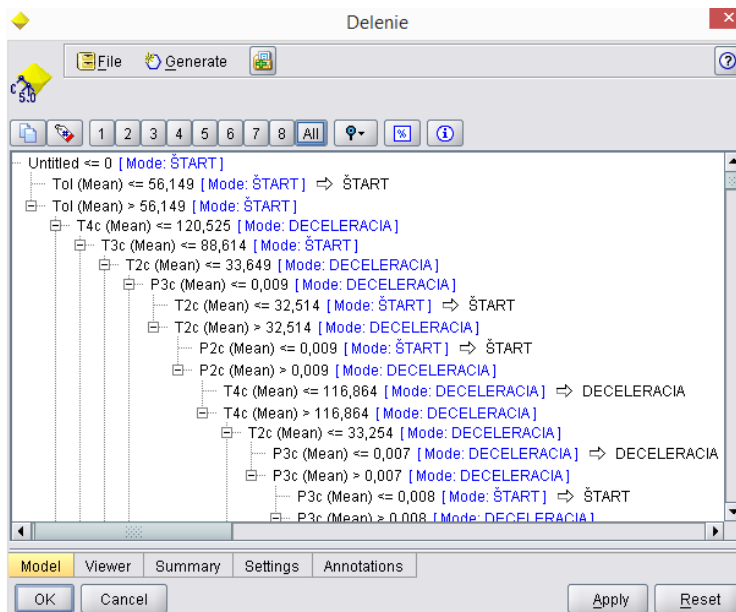 Delenie
File Generate
C 5.0
1 2 3 4 5 6 7 8 All %
Untitled <= 0 [Mode: ŠTART]
Tol (Mean) <= 56,149 [Mode: ŠTART] ⇨ ŠTART
Tol (Mean) > 56,149 [Mode: ŠTART]
T4c (Mean) <= 120,525 [Mode: DECELERACIA]
T3c (Mean) <= 88,614 [Mode: ŠTART]
T2c (Mean) <= 33,649 [Mode: DECELERACIA]
P3c (Mean) <= 0,009 [Mode: DECELERACIA]
T2c (Mean) <= 32,514 [Mode: ŠTART] ⇨ ŠTART
T2c (Mean) > 32,514 [Mode: DECELERACIA]
P2c (Mean) <= 0,009 [Mode: ŠTART] ⇨ ŠTART
P2c (Mean) > 0,009 [Mode: DECELERACIA]
T4c (Mean) <= 116,864 [Mode: DECELERACIA] ⇨ DECELERACIA
T4c (Mean) > 116,864 [Mode: DECELERACIA]
T2c (Mean) <= 33,254 [Mode: DECELERACIA]
P3c (Mean) <= 0,007 [Mode: DECELERACIA] ⇨ DECELERACIA
P3c (Mean) > 0,007 [Mode: DECELERACIA]
P3c (Mean) <= 0,008 [Mode: ŠTART] ⇨ ŠTART
P3c (Mean) > 0,008 [Mode: DECELERACIA]
Model Viewer Summary Settings Annotations
OK Cancel Apply Reset